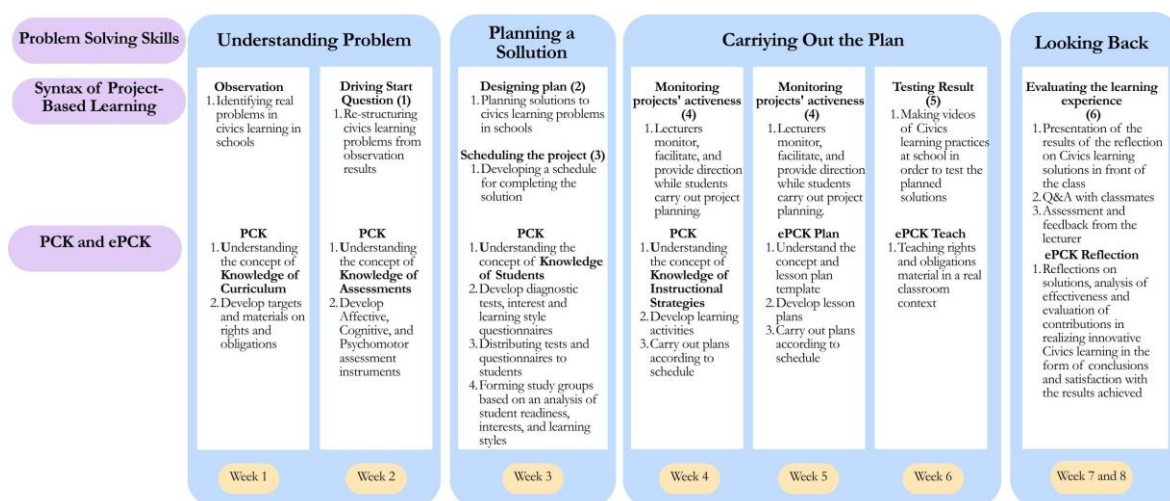 Problem Solving Skills
Understanding Problem
Planning a
Sollution
Carriying Out the Plan
Looking Back
Syntax of Project-
Based Learning
Observation
1. Identifying real
problems in
civics learning in
schools
Driving Start
Question (1)
1. Re-structuring
civics learning
problems from
observation
results
Designing plan (2)
1. Planning solutions to
civics learning problems
in schools
Scheduling the project (3)
1. Developing a schedule
for completing the
solution
Monitoring
projects' activeness (4)
1. Lecturers
monitor,
facilitate, and
provide direction
while students
carry out project
planning.
Monitoring
projects' activeness (4)
1. Lecturers
monitor,
facilitate, and
provide direction
while students
carry out project
planning.
Testing Result
(5)
1. Making videos
of Civics
learning practices
at school in
order to test the
planned
solutions
Evaluating the learning
experience
(6)
1. Presentation of the
results of the reflection
on Civics learning
solutions in front of
the class
2. Q&A with classmates
3. Assessment and
feedback from the
lecturer
PCK and ePCK
PCK
1. Understanding
the concept of
Knowledge of
Curriculum
2. Develop targets
and materials on
rights and
obligations
PCK
1. Understanding
the concept of
Knowledge of
Assessments
2. Develop
Affective,
Cognitive, and
Psychomotor
assessment
instruments
PCK
1. Understanding the
concept of Knowledge
of Students
2. Develop diagnostic
tests, interest and
learning style
questionnaires
3. Distributing tests and
questionnaires to
students
4. Forming study groups
based on an analysis of
student readiness,
interests, and learning
styles
PCK
1. Understanding
the concept of
Knowledge of
Instructional
Strategies
2. Develop learning
activities
3. Carry out plans
according to
schedule
ePCK Plan
1. Understand the
concept and
lesson plan
template
2. Develop lesson
plans
3. Carry out plans
according to
schedule
ePCK Teach
1. Teaching rights
and obligations
material in a real
classroom
context
ePCK Reflection
1. Reflections on
solutions, analysis of
effectiveness and
evaluation of
contributions in
realizing innovative
Civics learning in the
form of conclusions
and satisfaction with
the results achieved
Week 1
Week 2
Week 3
Week 4
Week 5
Week 6
Week 7 and 8